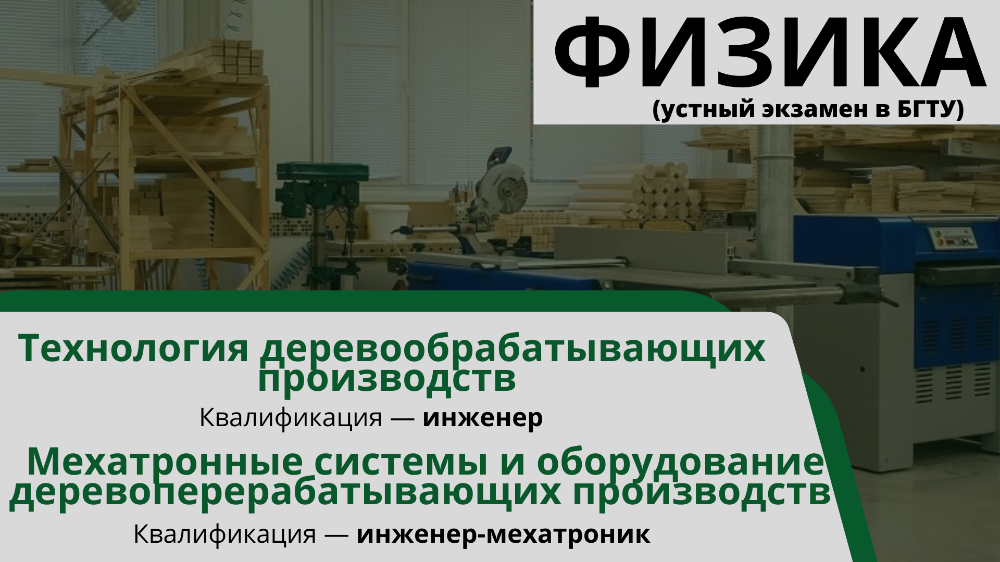 ФИЗИКА
(устный экзамен в БГТУ)
Технология деревообрабатывающих
производств
Квалификация — инженер
Мехатронные системы и оборудование
деревоперерабатывающих производств
Квалификация — инженер-мехатроник